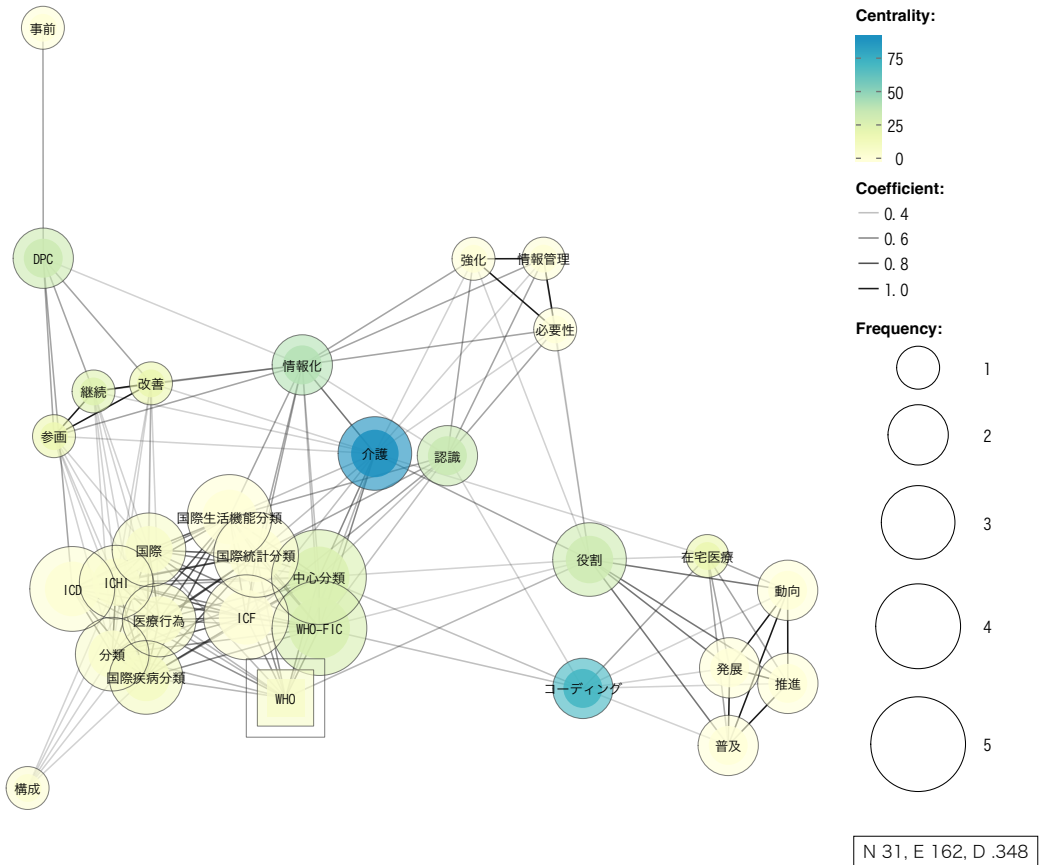 事前
DPC
強化
情報管理
必要性
情報化
継続
改善
参画
介護
認識
国際生活機能分類
国際
国際統計分類
ICD
ICHI
中心分類
医療行為
ICF
WHO-FIC
分類
国際疾病分類
WHO
構成
役割
在宅医療
動向
発展
推進
コーディング
普及
Centrality:
75
50
25
0
Coefficient:
0.4
0.6
0.8
1.0
Frequency:
1
2
3
4
5
N 31, E 162, D .348